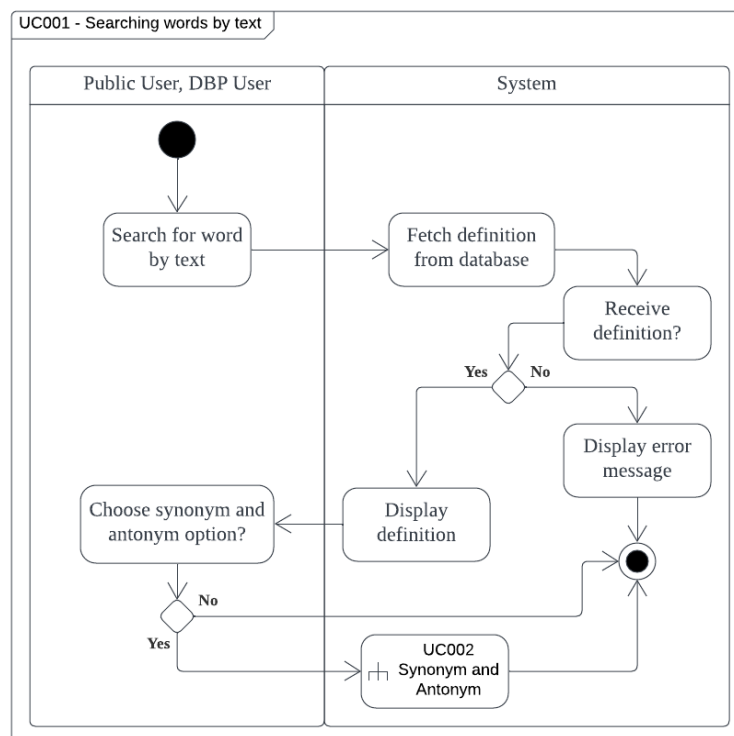 UC001 - Searching words by text
Public User, DBP User
System
Search for word
by text
Fetch definition
from database
Receive
definition?
Yes
No
Display error
message
Display
definition
Choose synonym and
antonym option?
No
Yes
UC002
Synonym and
Antonym